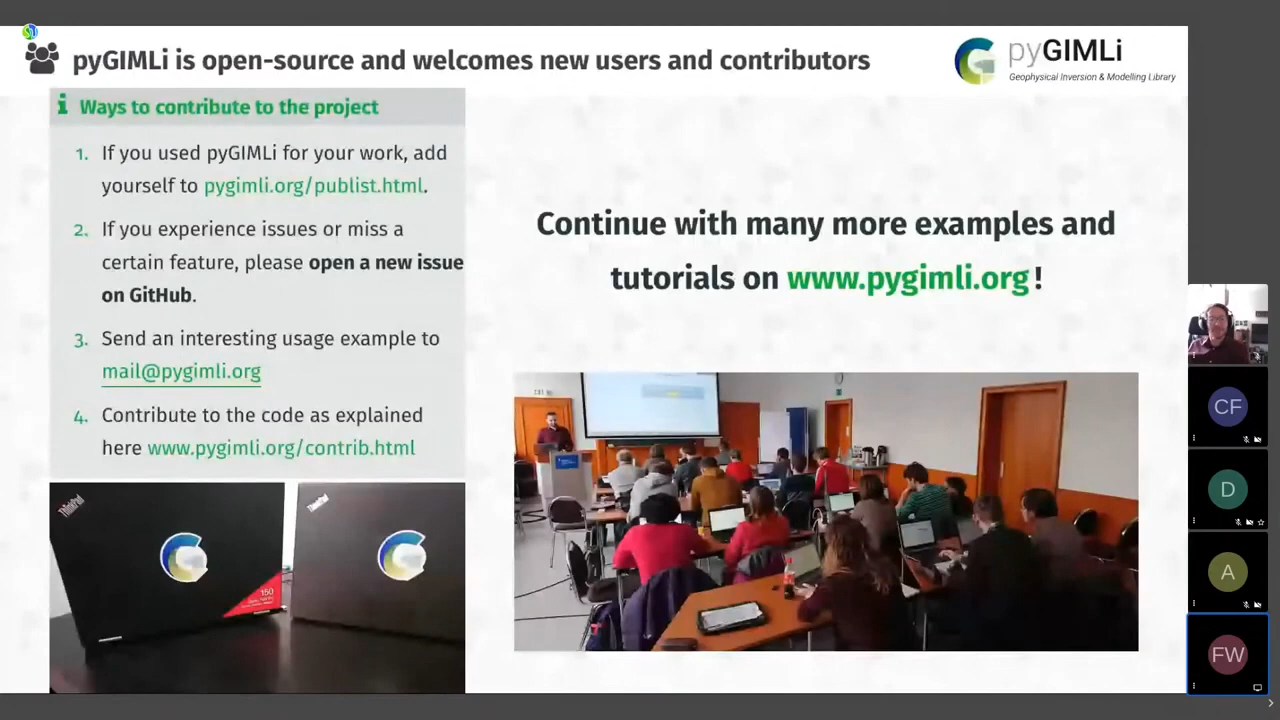 pyGIMLi is open-source and welcomes new users and contributors
pyGIMLi
Geophysical Inversion & Modelling Library
i Ways to contribute to the project
1. If you used pyGIMLi for your work, add
yourself to pygimli.org/publist.html.
2. If you experience issues or miss a
certain feature, please open a new issue
on GitHub.
3. Send an interesting usage example to
mail@pygimli.org
4. Contribute to the code as explained
here www.pygimli.org/contrib.html
Continue with many more examples and
tutorials on www.pygimli.org!
ThinkPad
ThinkPad
150
CF
D
A
FW